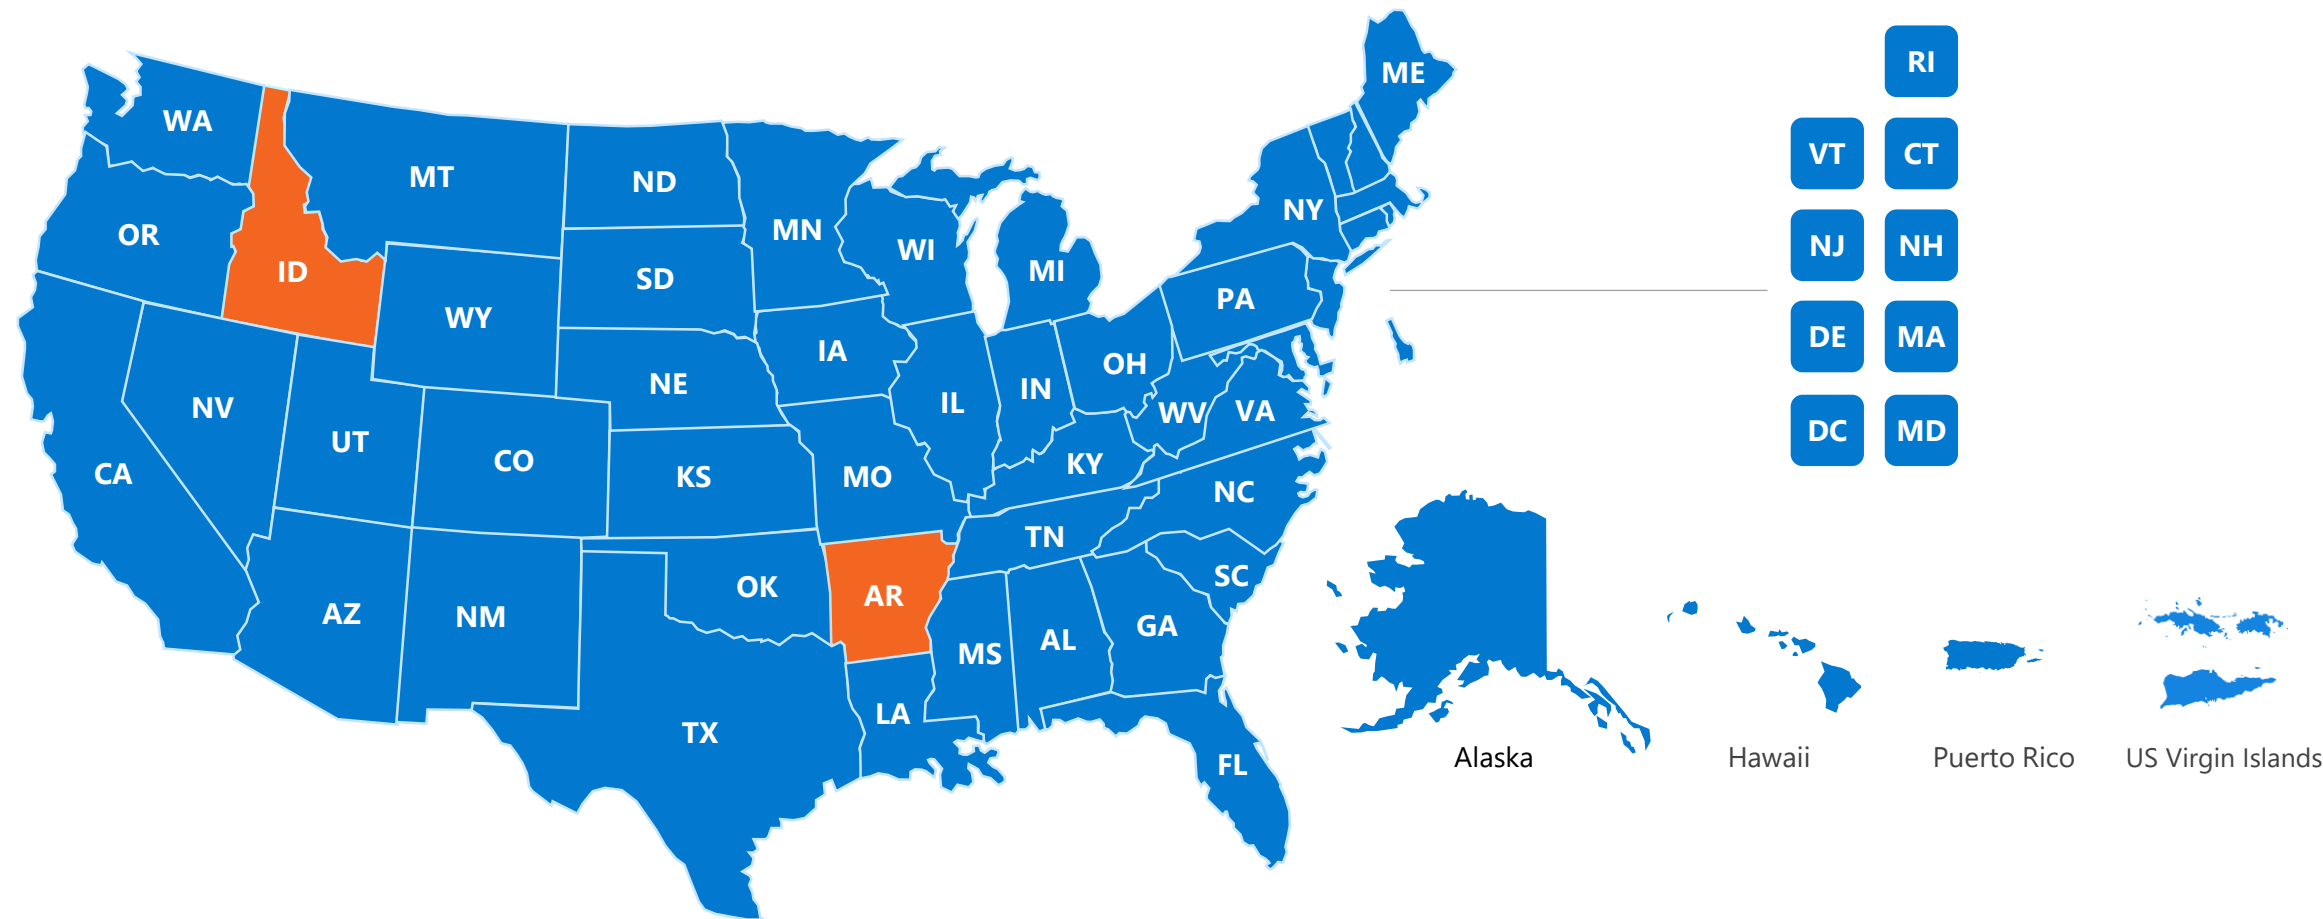 ME
RI
WA
VT
CT
MT
ND
NY
MN
OR
NJ
NH
WI
ID
MI
SD
PA
WY
DE
MA
IA
OH
NE
IN
NV
IL
WV
VA
DC
MD
UT
CO
KY
CA
KS
MO
NC
TN
SC
OK
AR
AZ
NM
GA
AL
MS
LA
TX
FL
Alaska
Hawaii
Puerto Rico
US Virgin Islands